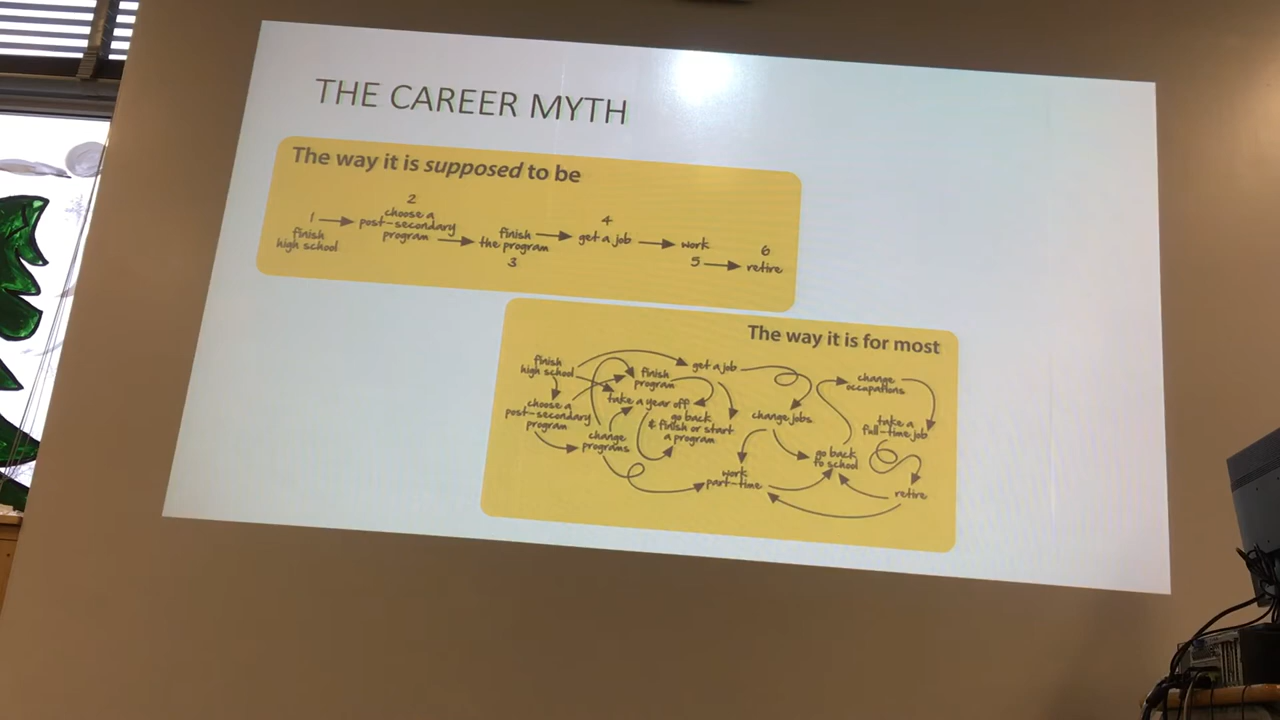 THE CAREER MYTH
The way it is supposed to be
1
finish
high school
2
choose a
post-secondary
program
finish
the program
3
4
get a job
work
5
6
retire
The way it is for most
finish
high school
choose a
post-secondary
program
finish
program
take a year off
change
programs
go back
& finish or start
a program
get a job
change jobs
work
part-time
go back
to school
change
occupations
take a
full-time job
retire